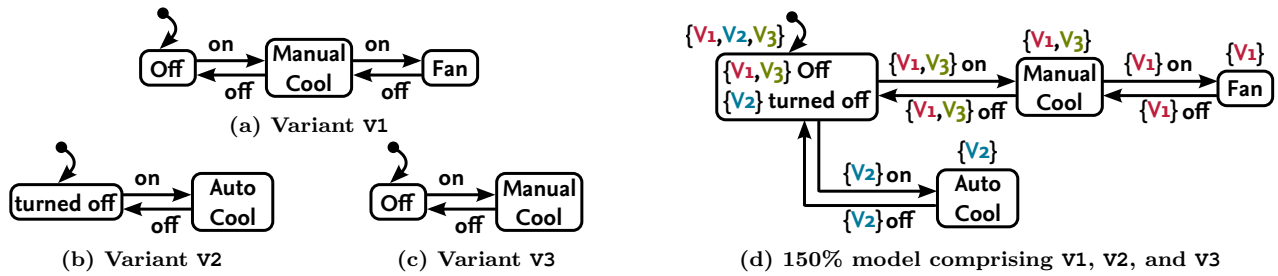 on
on
Off
Manual
Cool
Fan
off
off
(a) Variant V1
on
turned off
Auto
Cool
off
(b) Variant V2
on
Off
Manual
Cool
off
(c) Variant V3
{V1,V2,V3}
{V1,V3} Off
{V2} turned off
{V1,V3} on
{V1,V3} off
{V1,V3}
Manual
Cool
{V1} on
{V1} off
{V1}
Fan
{V2}
{V2} on
Auto
Cool
{V2} off
(d) 150% model comprising V1, V2, and V3